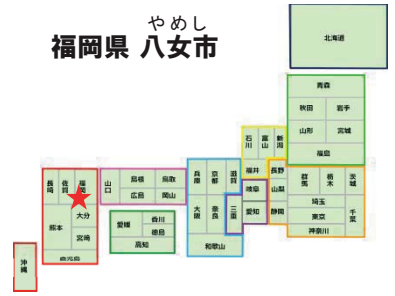 やめし
福岡県 八女市
北海道
青森
秋田 岩手
山形 宮城
福島
石川 富山 新潟
福井 長野
岐阜 山梨
愛知 静岡
群馬 栃木 茨城
埼玉
東京 千葉
神奈川
兵庫 京都 滋賀
大阪 奈良 三重
和歌山
山口 島根 鳥取
広島 岡山
愛媛 香川
徳島
高知
長崎 佐賀 福岡
大分
熊本
宮崎
鹿児島
沖縄